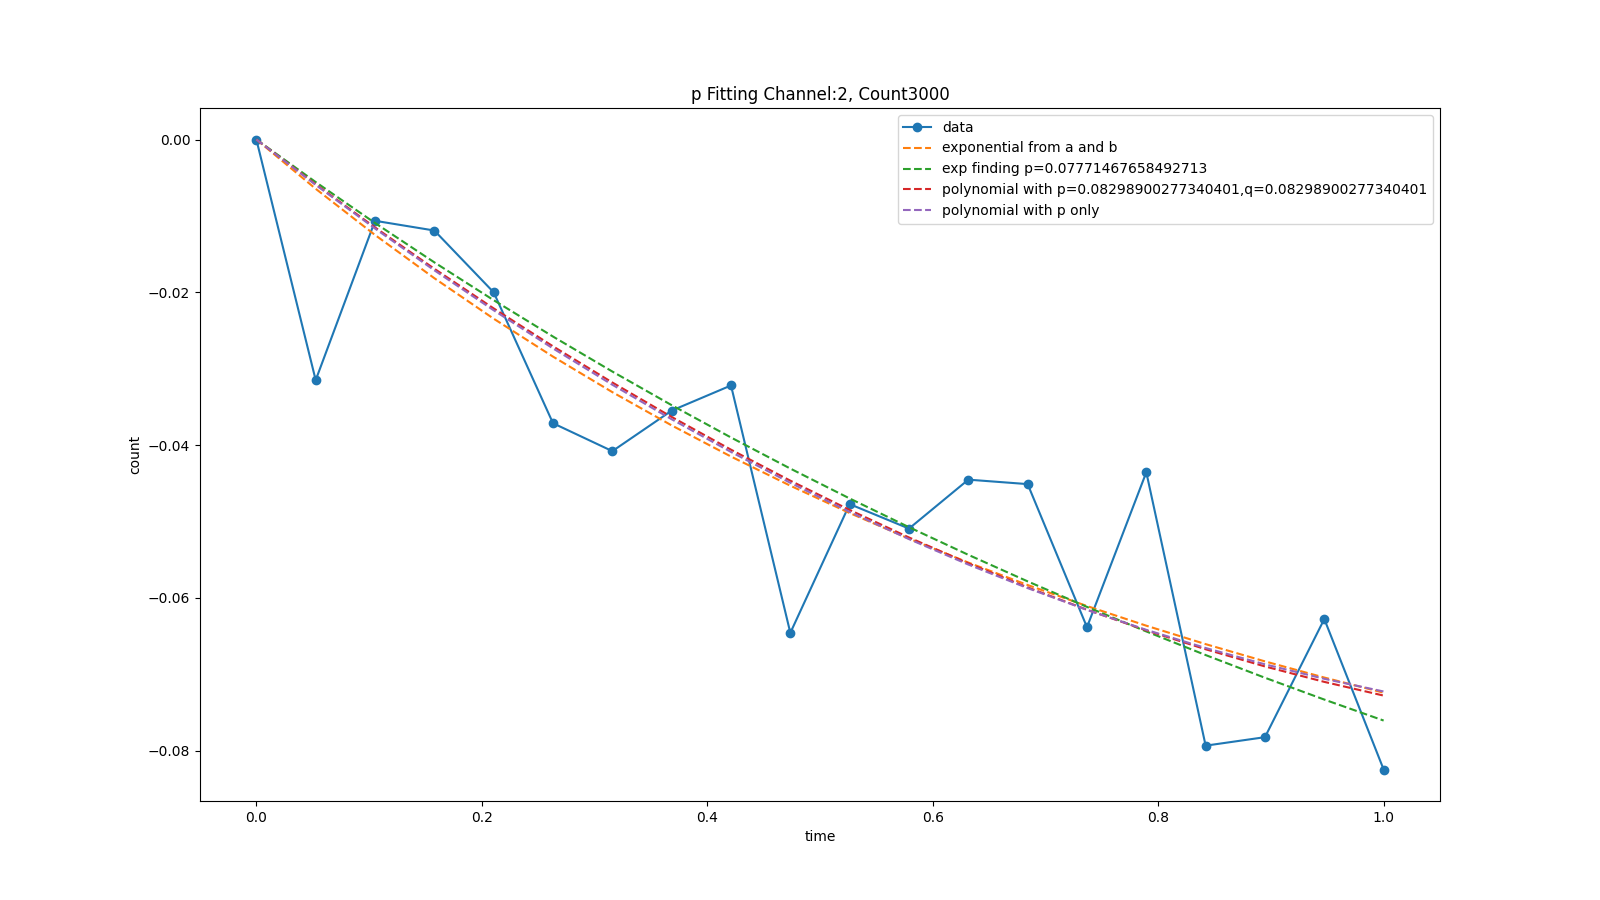 p Fitting Channel:2, Count3000
data
exponential from a and b
exp finding p=0.07771467658492713
polynomial with p=0.08298900277340401,q=0.08298900277340401
polynomial with p only
0.00
−0.02
−0.04
−0.06
−0.08
count
0.0 0.2 0.4 0.6 0.8 1.0
time